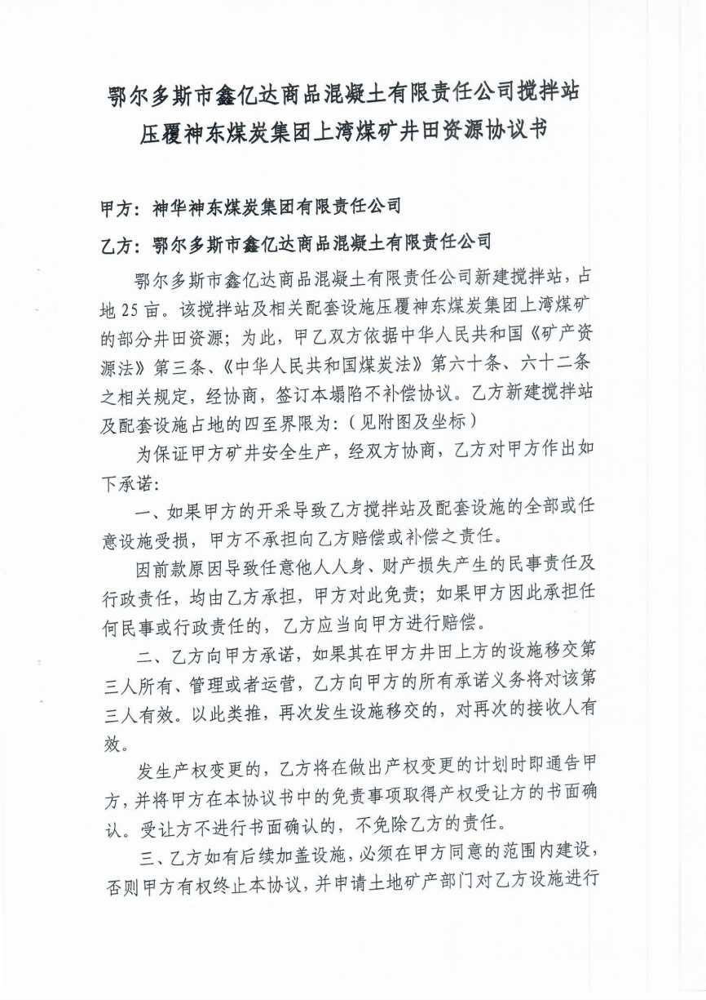 鄂尔多斯市鑫亿达商品混凝土有限责任公司搅拌站
压覆神东煤炭集团上湾煤矿井田资源协议书
甲方：神华神东煤炭集团有限责任公司
乙方：鄂尔多斯市鑫亿达商品混凝土有限责任公司
鄂尔多斯市鑫亿达商品混凝土有限责任公司新建搅拌站，占
地25亩。该搅拌站及相关配套设施压覆神东煤炭集团上湾煤矿
的部分井田资源；为此，甲乙双方依据中华人民共和国《矿产资
源法》第三条、《中华人民共和国煤炭法》第六十条、六十二条
之相关规定，经协商，签订本塌陷不补偿协议。乙方新建搅拌站
及配套设施占地的四至界限为：（见附图及坐标）
为保证甲方矿井安全生产，经双方协商，乙方对甲方作出如
下承诺：
一、如果甲方的开采导致乙方搅拌站及配套设施的全部或任
意设施受损，甲方不承担向乙方赔偿或补偿之责任。
因前款原因导致任意他人人身、财产损失产生的民事责任及
行政责任，均由乙方承担，甲方对此免责；如果甲方因此承担任
何民事或行政责任的，乙方应当向甲方进行赔偿。
二、乙方向甲方承诺，如果其在甲方井田上方的设施移交第
三人所有、管理或者运营，乙方向甲方的所有承诺义务将对该第
三人有效。以此类推，再次发生设施移交的，对再次的接收人有
效。
发生产权变更的，乙方将在做出产权变更的计划时即通告甲
方，并将甲方在本协议书中的免责事项取得产权受让方的书面确
认。受让方不进行书面确认的，不免除乙方的责任。
三、乙方如有后续加盖设施，必须在甲方同意的范围内建设，
否则甲方有权终止本协议，并申请土地矿产部门对乙方设施进行